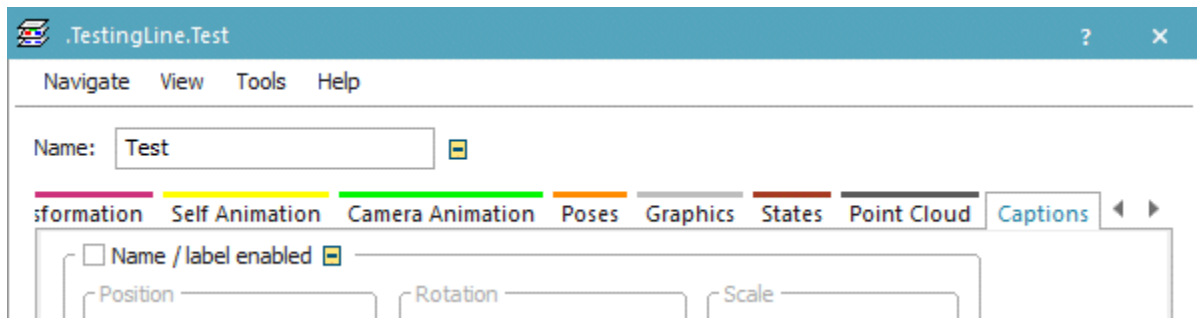 .TestingLine.Test ? ×
Navigate View Tools Help
Name: Test
sformation Self Animation Camera Animation Poses Graphics States Point Cloud Captions
Name / label enabled
Position Rotation Scale